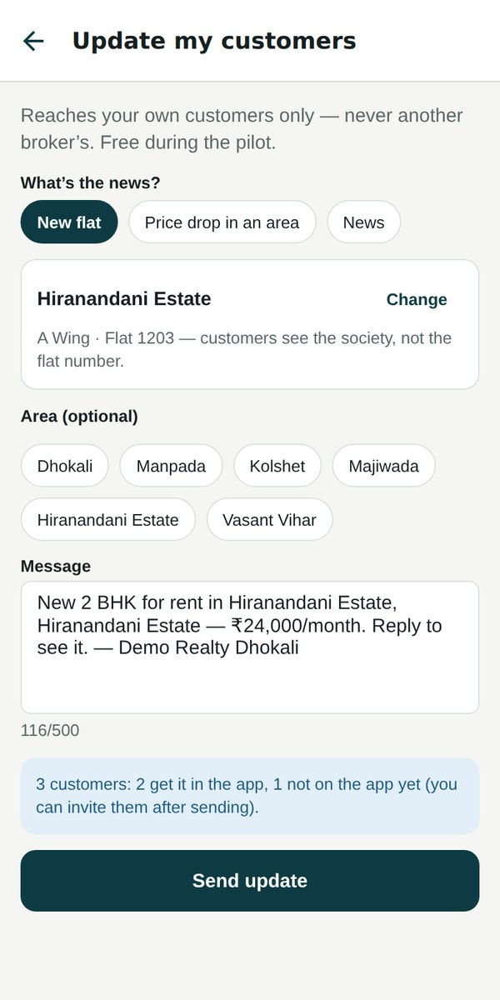 Update my customers
Reaches your own customers only — never another
broker’s. Free during the pilot.
What’s the news?
New flat
Price drop in an area
News
Hiranandani Estate
Change
A Wing · Flat 1203 — customers see the society, not the
flat number.
Area (optional)
Dhokali
Manpada
Kolshet
Majiwada
Hiranandani Estate
Vasant Vihar
Message
New 2 BHK for rent in Hiranandani Estate,
Hiranandani Estate — ₹24,000/month. Reply to
see it. — Demo Realty Dhokali
116/500
3 customers: 2 get it in the app, 1 not on the app yet (you
can invite them after sending).
Send update